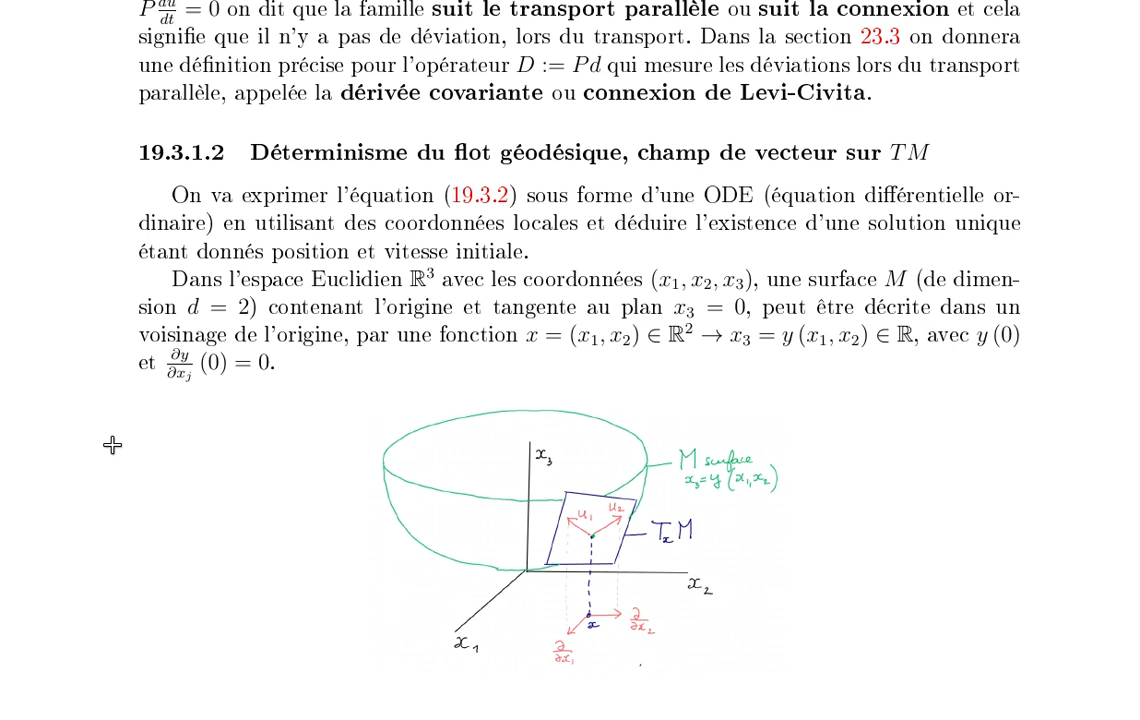 P du/dt = 0 on dit que la famille suit le transport parallèle ou suit la connexion et cela
signifie que il n'y a pas de déviation, lors du transport. Dans la section 23.3 on donnera
une définition précise pour l'opérateur D := Pd qui mesure les déviations lors du transport
parallèle, appelée la dérivée covariante ou connexion de Levi-Civita.
19.3.1.2 Déterminisme du flot géodésique, champ de vecteur sur TM
On va exprimer l'équation (19.3.2) sous forme d'une ODE (équation différentielle or-
dinaire) en utilisant des coordonnées locales et déduire l'existence d'une solution unique
étant donnés position et vitesse initiale.
Dans l'espace Euclidien ℝ³ avec les coordonnées (x₁, x₂, x₃), une surface M (de dimen-
sion d = 2) contenant l'origine et tangente au plan x₃ = 0, peut être décrite dans un
voisinage de l'origine, par une fonction x = (x₁, x₂) ∈ ℝ² → x₃ = y (x₁, x₂) ∈ ℝ, avec y (0)
et ∂y/∂xⱼ (0) = 0.
x₃
M surface
x₃=y(x₁,x₂)
u₁
u₂
TₓM
x₂
x
∂/∂x₂
x₁
∂/∂x₁